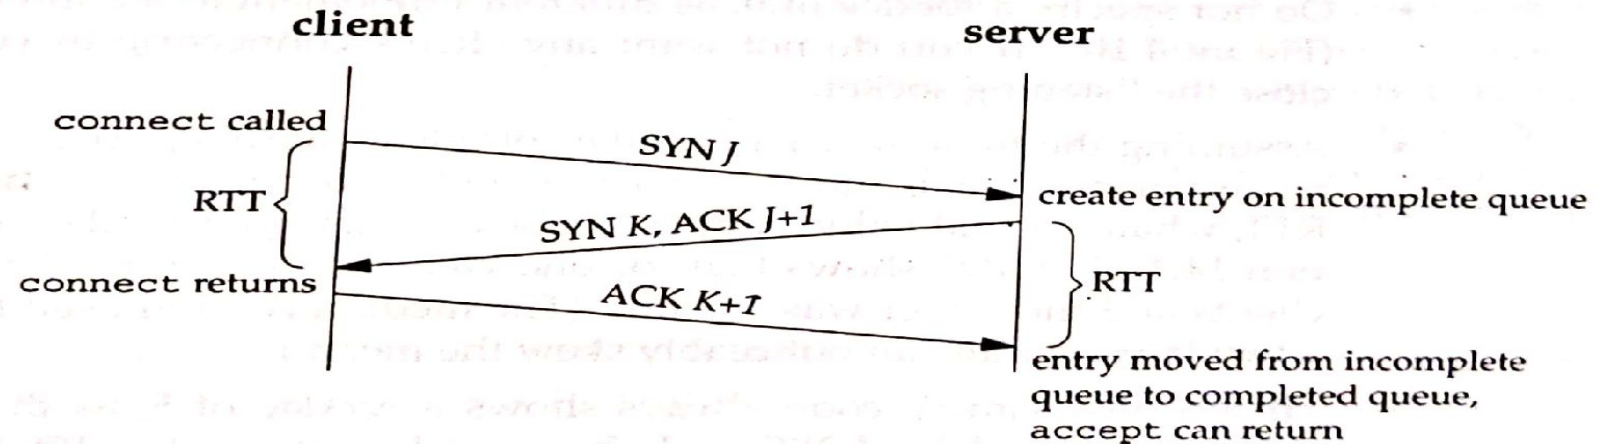 client
server
connect called
SYN J
RTT
create entry on incomplete queue
SYN K, ACK J+1
RTT
connect returns
ACK K+1
entry moved from incomplete
queue to completed queue,
accept can return